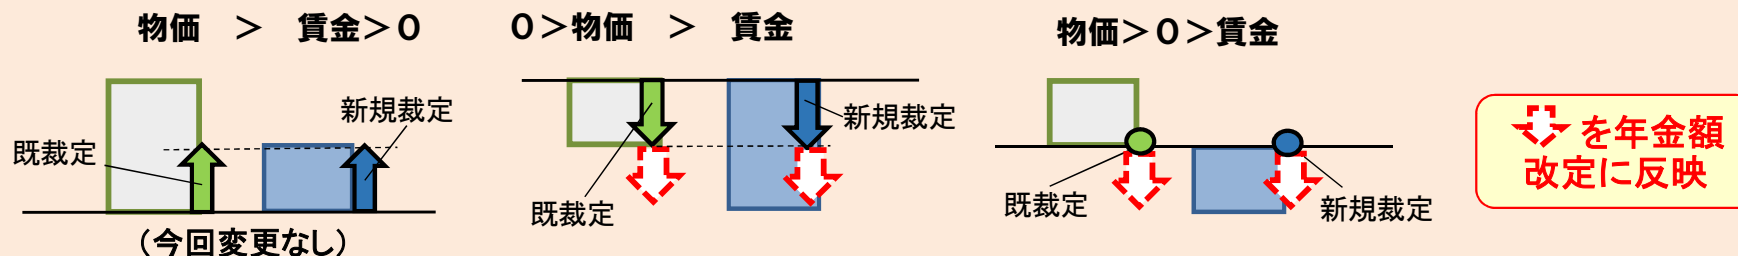 物価 > 賃金>0
新規裁定
既裁定
(今回変更なし)
0>物価 > 賃金
新規裁定
既裁定
物価>0>賃金
既裁定
新規裁定
を年金額
改定に反映